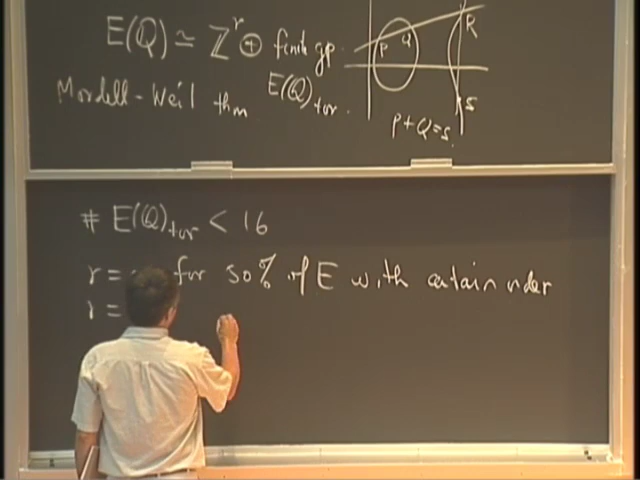 E(Q) ≃ Z^r ⊕ finite gp.
Mordell-Weil thm E(Q)_tor.
P Q R S
P+Q=S.
# E(Q)_tor < 16
r = for 50% of E with certain order
r =